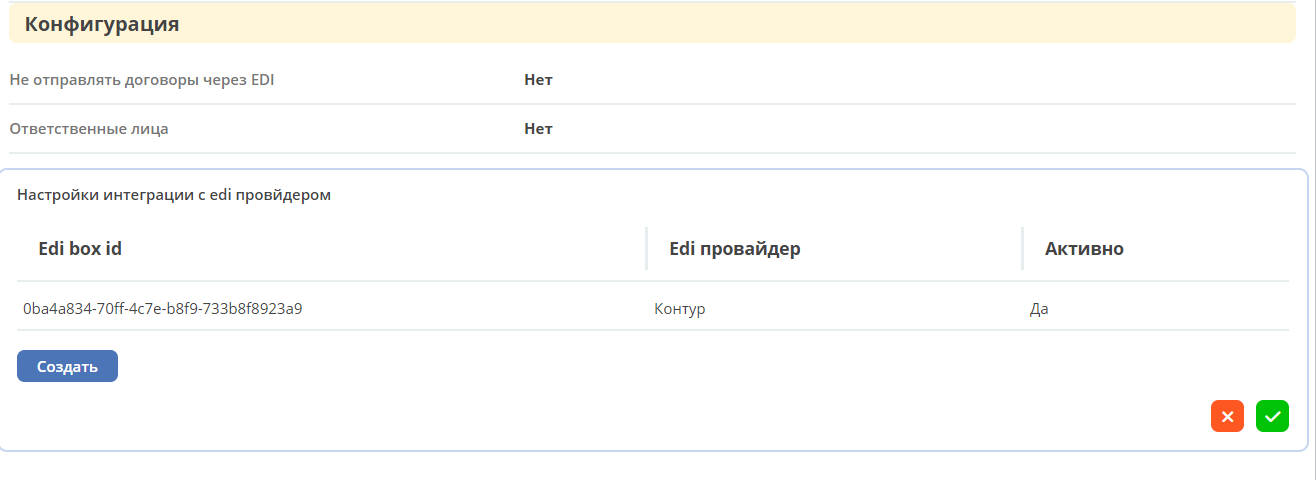 Конфигурация
Не отправлять договоры через EDI Нет
Ответственные лица Нет
Настройки интеграции с edi провйдером
Edi box id Edi провайдер Активно
0ba4a834-70ff-4c7e-b8f9-733b8f8923a9 Контур Да
Создать